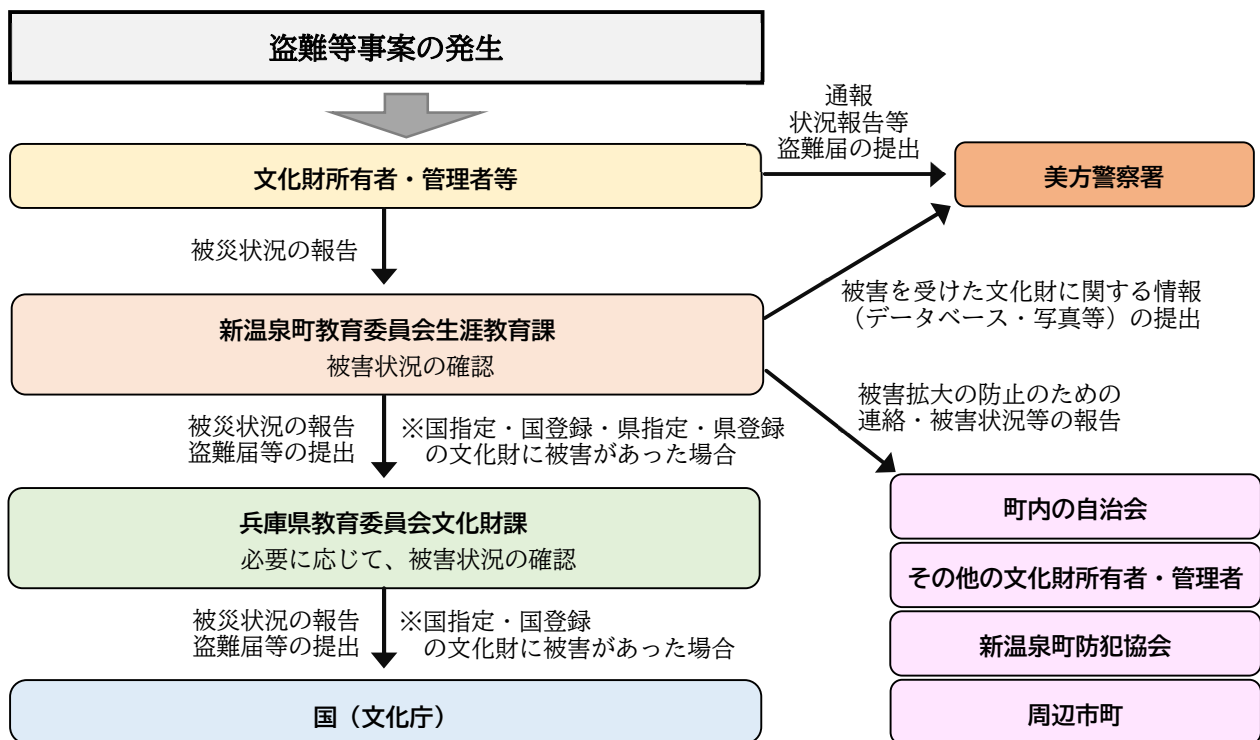 盗難等事案の発生
通報
状況報告等
盗難届の提出
文化財所有者・管理者等
美方警察署
被災状況の報告
被害を受けた文化財に関する情報
（データベース・写真等）の提出
新温泉町教育委員会生涯教育課
被害状況の確認
被害拡大の防止のための
連絡・被害状況等の報告
被災状況の報告
盗難届等の提出
※国指定・国登録・県指定・県登録
の文化財に被害があった場合
町内の自治会
兵庫県教育委員会文化財課
必要に応じて、被害状況の確認
その他の文化財所有者・管理者
被災状況の報告
盗難届等の提出
※国指定・国登録
の文化財に被害があった場合
新温泉町防犯協会
国（文化庁）
周辺市町